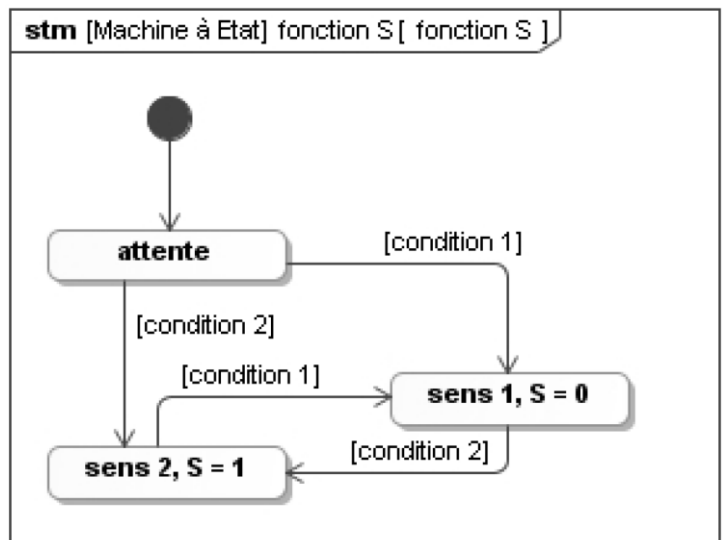 stm [Machine à Etat] fonction S [ fonction S ]
attente
[condition 1]
[condition 2]
[condition 1]
sens 1, S = 0
[condition 2]
sens 2, S = 1